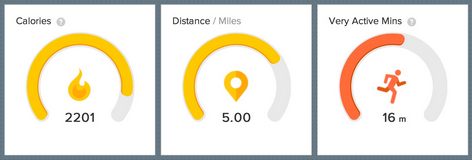 Calories ?
2201
Distance / Miles
5.00
Very Active Mins ?
16 m